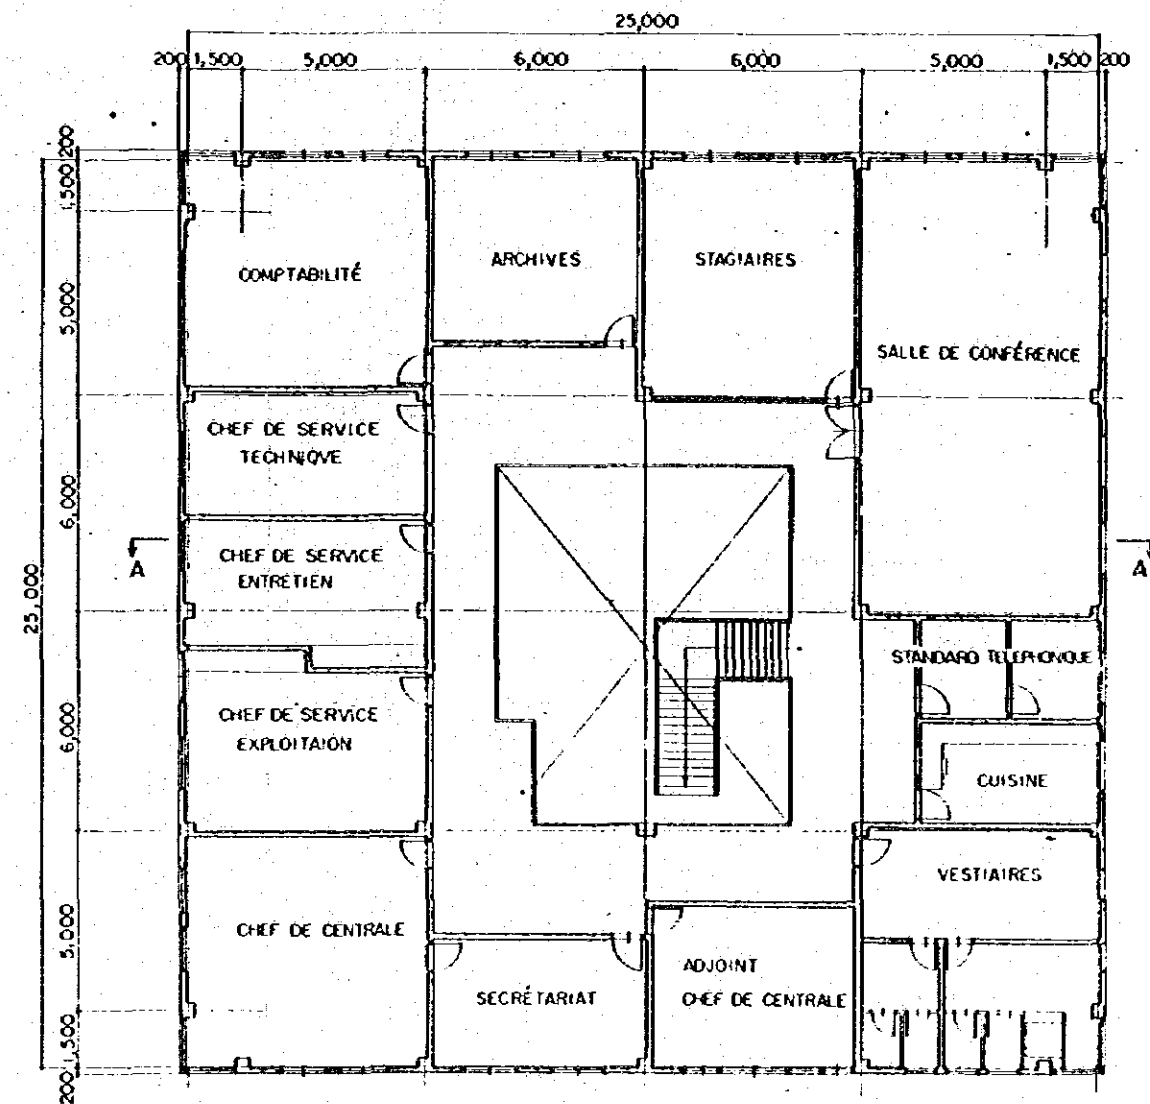 25,000
200 1,500 5,000 6,000 6,000 5,000 1,500 200
200
1,500
5,000
6,000
25,000
6,000
5,000
1,500
200
COMPTABILITÉ
ARCHIVES
STAGIAIRES
SALLE DE CONFÉRENCE
CHEF DE SERVICE
TECHNIQVE
CHEF DE SERVICE
ENTRETIEN
A
A
STANDARD TELEPHONQUE
CHEF DE SERVICE
EXPLOITAION
CUISINE
VESTIAIRES
CHEF DE CENTRALE
SECRÉTARIAT
ADJOINT
CHEF DE CENTRALE